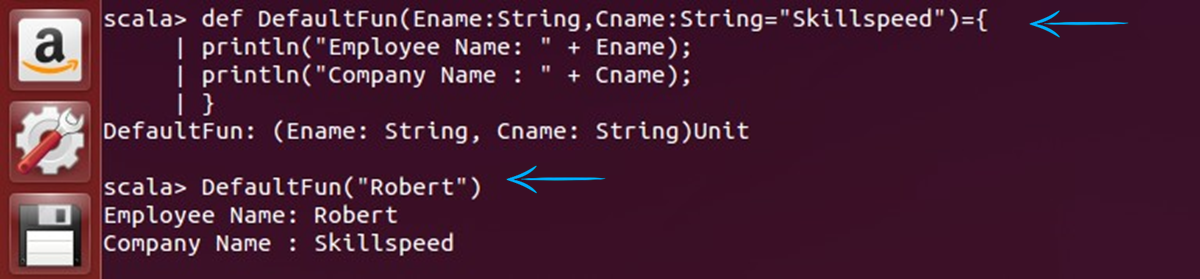 scala> def DefaultFun(Ename:String,Cname:String="Skillspeed")={
     | println("Employee Name: " + Ename);
     | println("Company Name : " + Cname);
     | }
DefaultFun: (Ename: String, Cname: String)Unit
scala> DefaultFun("Robert")
Employee Name: Robert
Company Name : Skillspeed